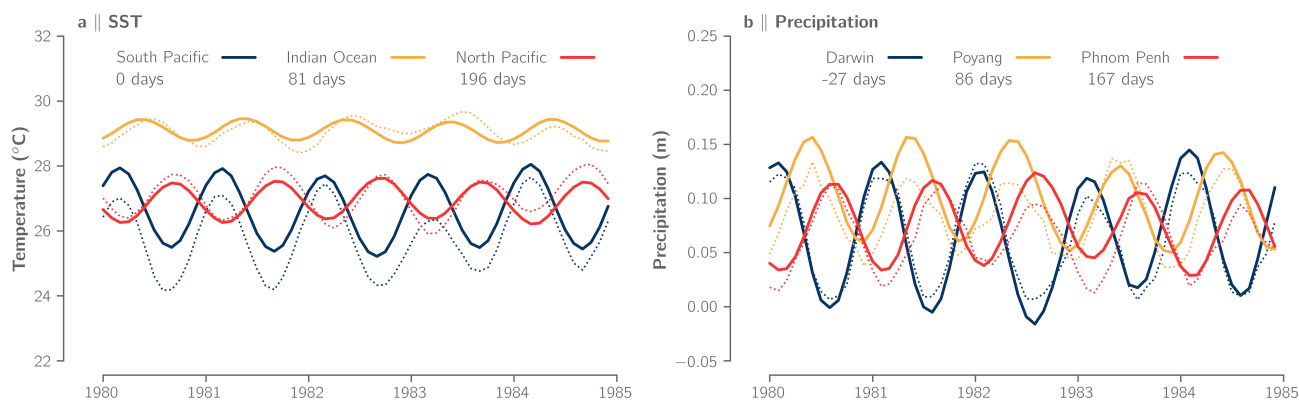 a || SST
South Pacific Indian Ocean North Pacific
0 days 81 days 196 days
Temperature (°C)
32
30
28
26
24
22
1980 1981 1982 1983 1984 1985
b || Precipitation
Darwin Poyang Phnom Penh
-27 days 86 days 167 days
Precipitation (m)
0.25
0.20
0.15
0.10
0.05
0.00
−0.05
1980 1981 1982 1983 1984 1985